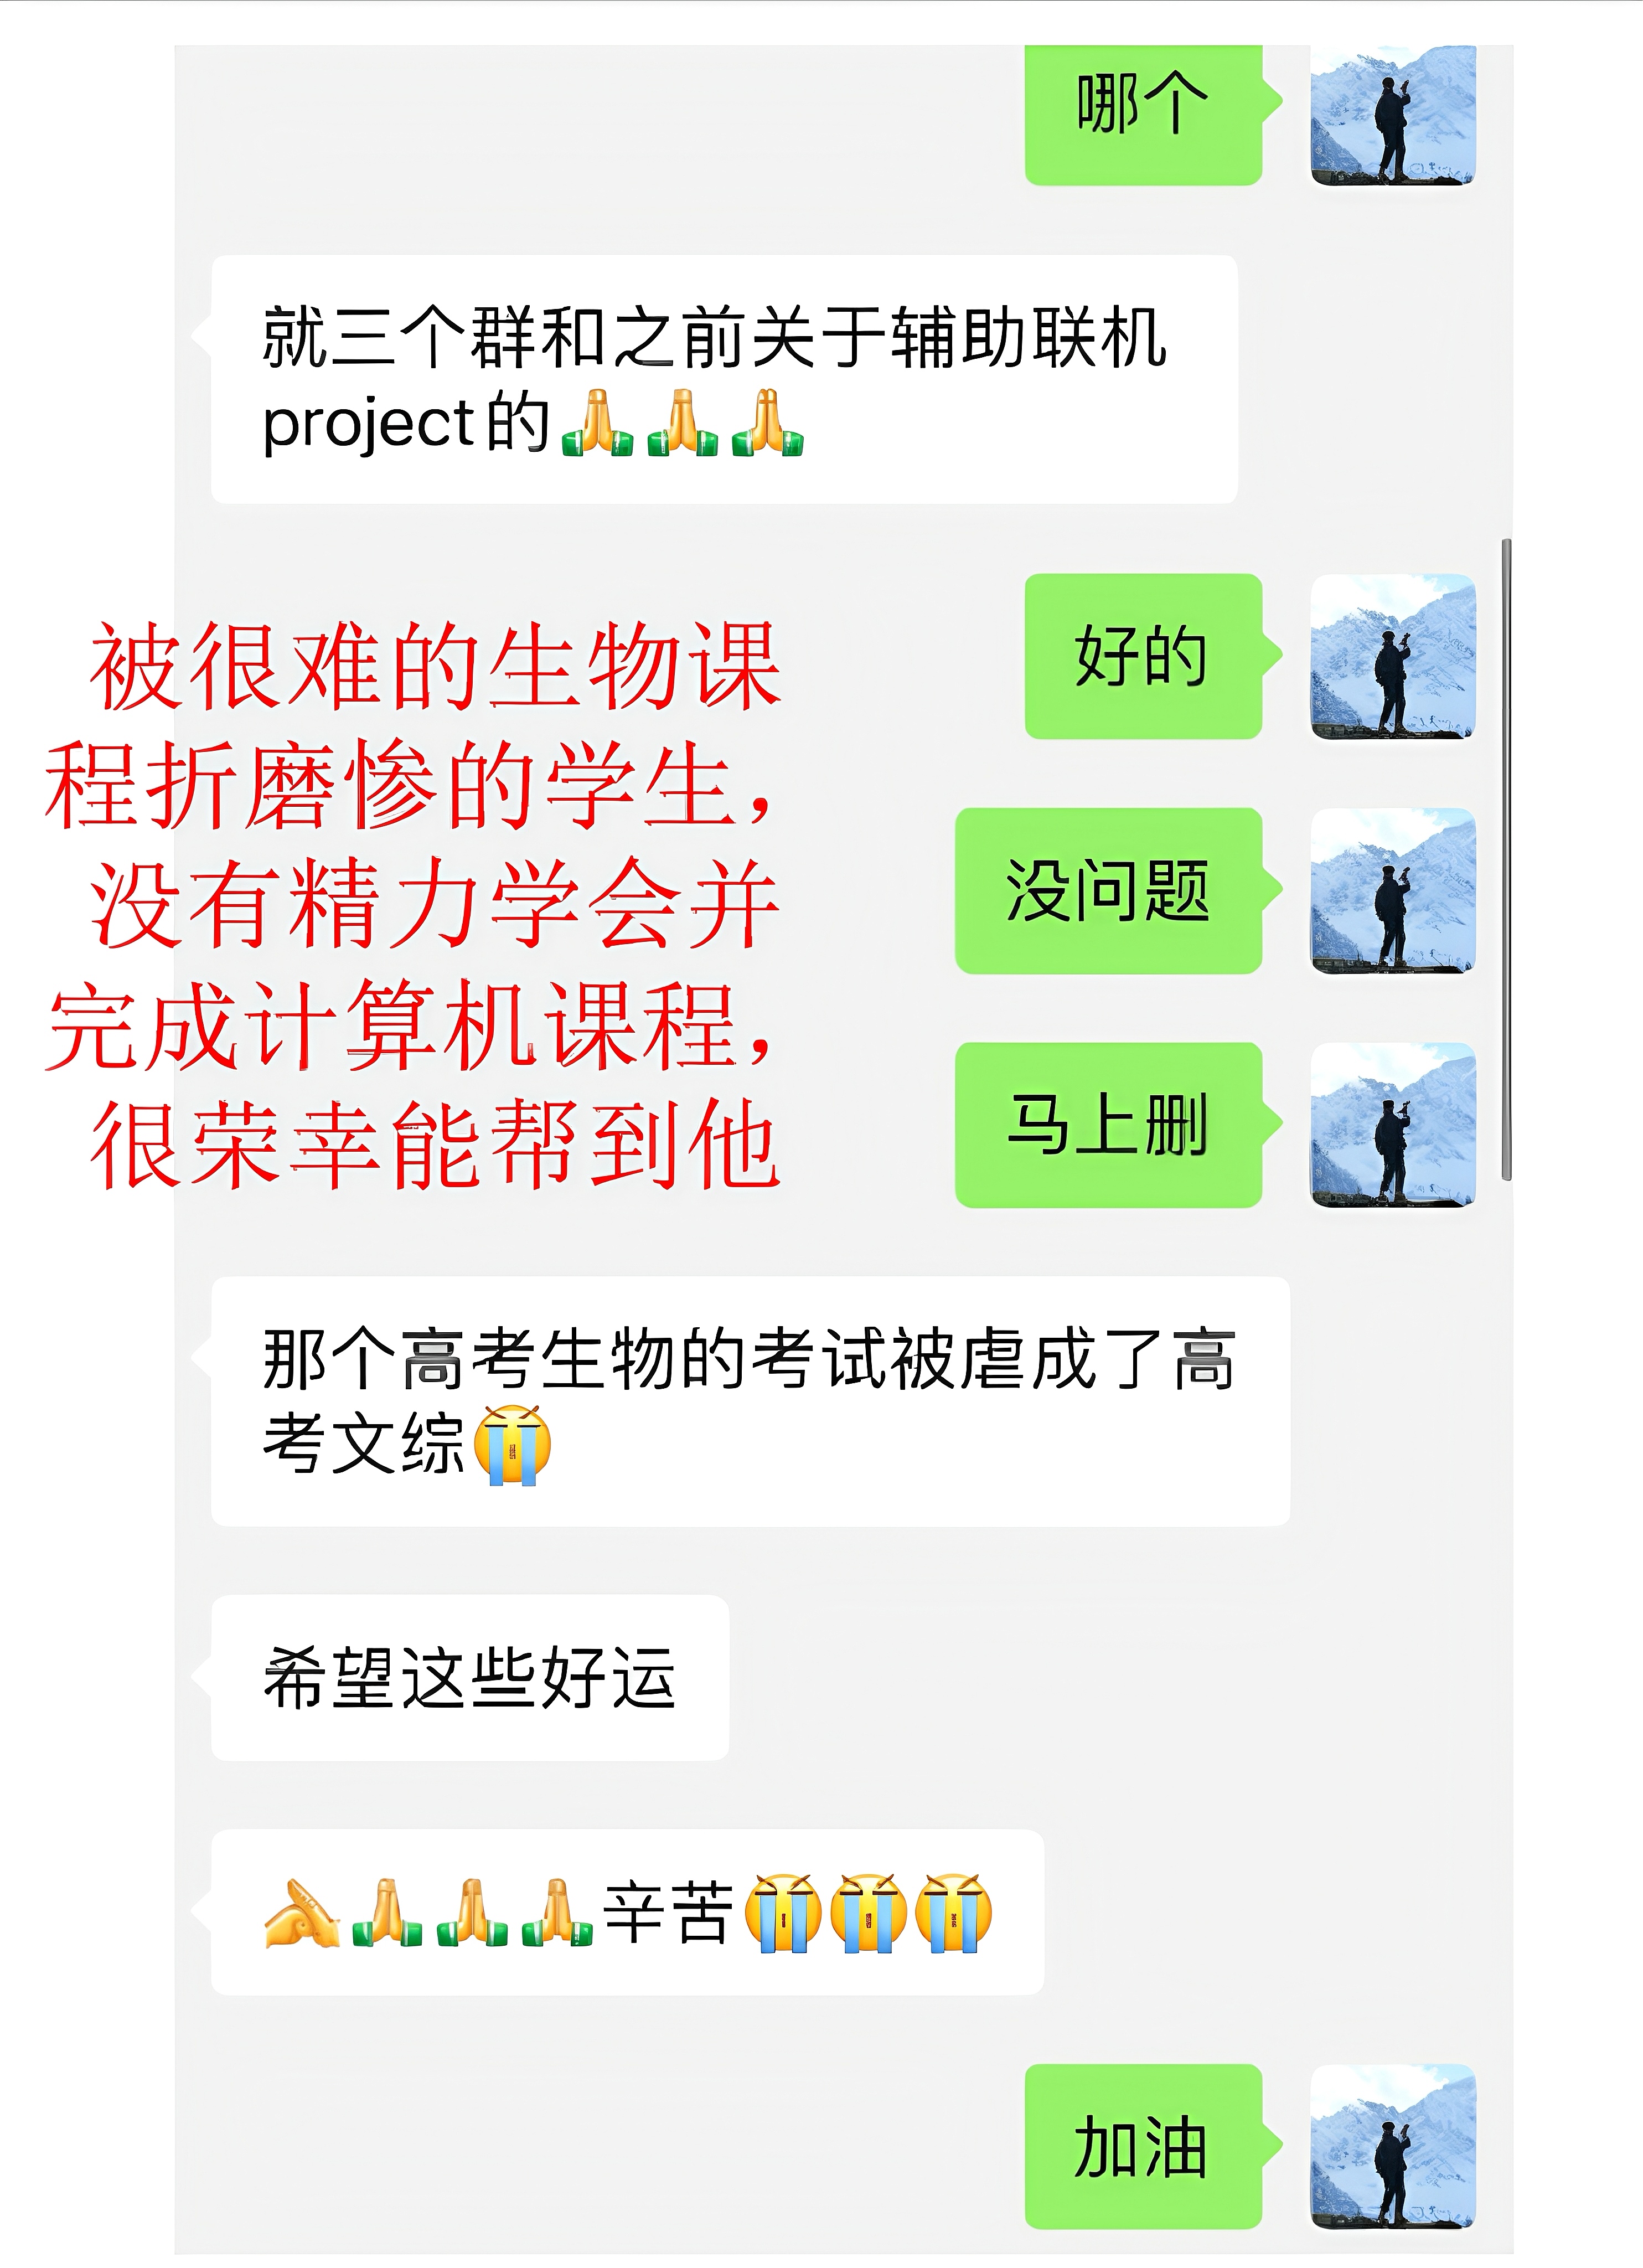 哪个
就三个群和之前关于辅助联机
project的🙏🙏🙏
好的
被很难的生物课
程折磨惨的学生，
没有精力学会并
完成计算机课程，
很荣幸能帮到他
没问题
马上删
那个高考生物的考试被虐成了高
考文综😭
希望这些好运
🙏🙏🙏辛苦😭😭😭
加油